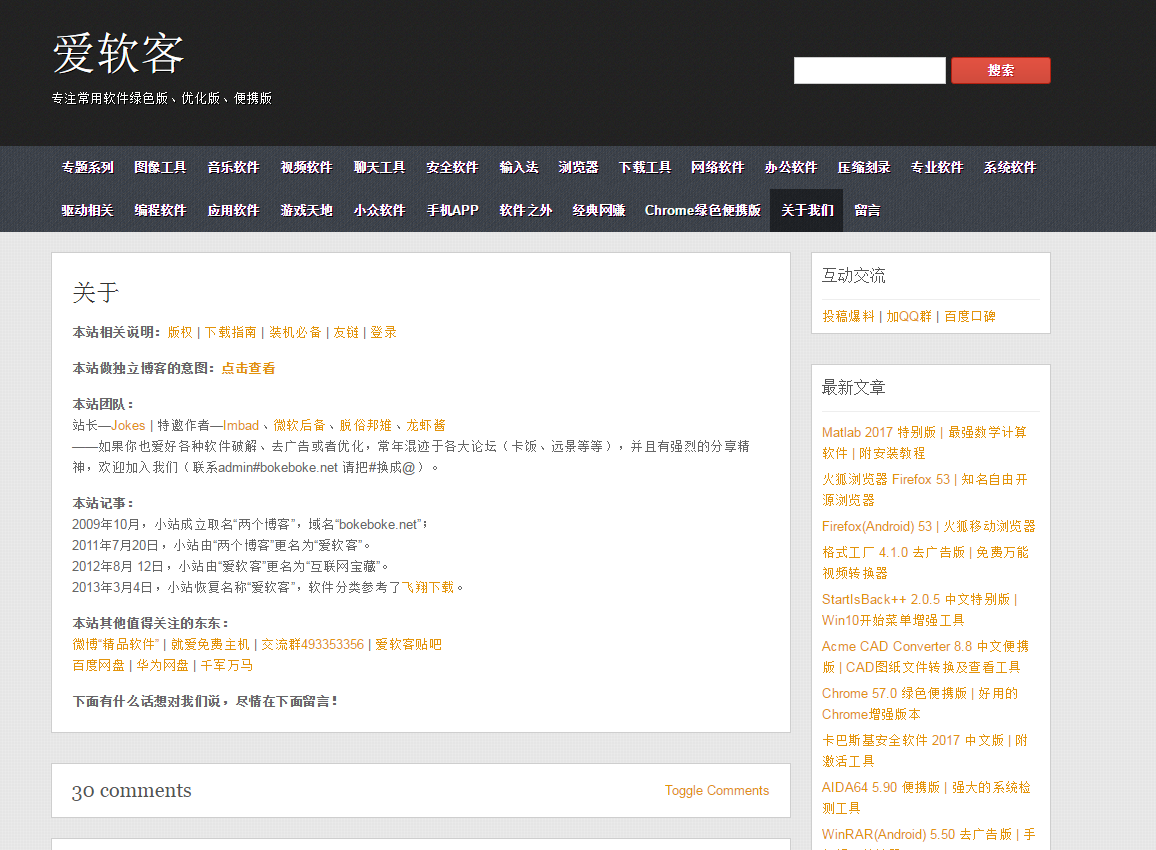 爱软客
专注常用软件绿色版、优化版、便携版
搜索
专题系列 图像工具 音乐软件 视频软件 聊天工具 安全软件 输入法 浏览器 下载工具 网络软件 办公软件 压缩刻录 专业软件 系统软件
驱动相关 编程软件 应用软件 游戏天地 小众软件 手机APP 软件之外 经典网赚 Chrome绿色便携版 关于我们 留言
关于
本站相关说明：版权 | 下载指南 | 装机必备 | 友链 | 登录
本站做独立博客的意图：点击查看
本站团队：
站长—Jokes | 特邀作者—Imbad、微软后备、脱俗邦雉、龙虾酱
——如果你也爱好各种软件破解、去广告或者优化，常年混迹于各大论坛（卡饭、远景等等），并且有强烈的分享精
神，欢迎加入我们（联系admin#bokeboke.net 请把#换成@）。
本站记事：
2009年10月，小站成立取名“两个博客”，域名“bokeboke.net”；
2011年7月20日，小站由“两个博客”更名为“爱软客”。
2012年8月 12日，小站由“爱软客”更名为“互联网宝藏”。
2013年3月4日，小站恢复名称“爱软客”，软件分类参考了飞翔下载。
本站其他值得关注的东东：
微博“精品软件” | 就爱免费主机 | 交流群493353356 | 爱软客贴吧
百度网盘 | 华为网盘 | 千军万马
下面有什么话想对我们说，尽情在下面留言！
30 comments
Toggle Comments
互动交流
投稿爆料 | 加QQ群 | 百度口碑
最新文章
Matlab 2017 特别版 | 最强数学计算
软件 | 附安装教程
火狐浏览器 Firefox 53 | 知名自由开
源浏览器
Firefox(Android) 53 | 火狐移动浏览器
格式工厂 4.1.0 去广告版 | 免费万能
视频转换器
StartIsBack++ 2.0.5 中文特别版 |
Win10开始菜单增强工具
Acme CAD Converter 8.8 中文便携
版 | CAD图纸文件转换及查看工具
Chrome 57.0 绿色便携版 | 好用的
Chrome增强版本
卡巴斯基安全软件 2017 中文版 | 附
激活工具
AIDA64 5.90 便携版 | 强大的系统检
测工具
WinRAR(Android) 5.50 去广告版 | 手